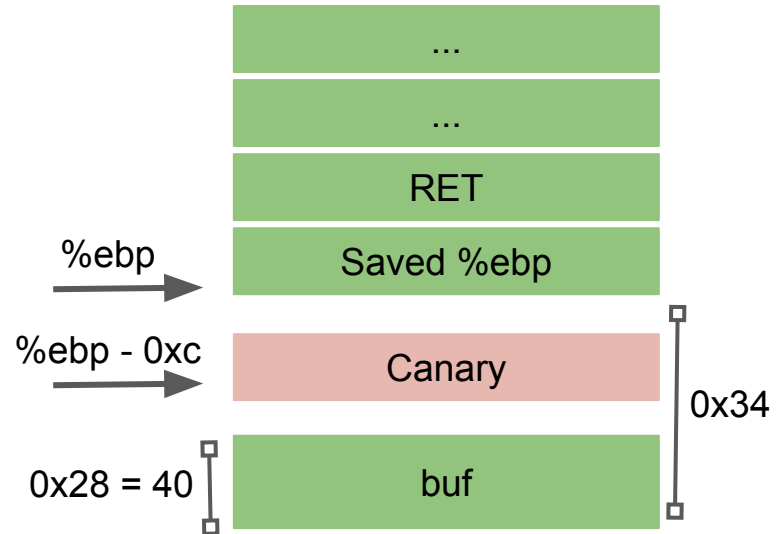 ...
...
RET
%ebp
Saved %ebp
%ebp - 0xc
Canary
0x34
0x28 = 40
buf